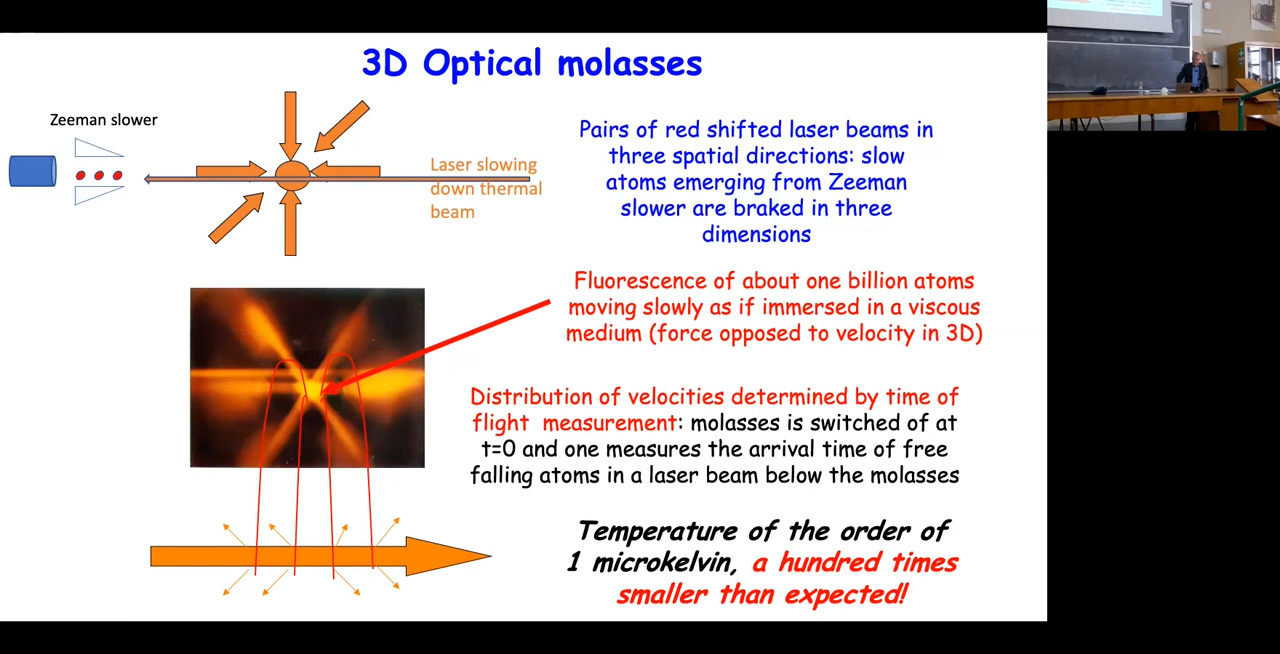 3D Optical molasses
Zeeman slower
Laser slowing
down thermal
beam
Pairs of red shifted laser beams in
three spatial directions: slow
atoms emerging from Zeeman
slower are braked in three
dimensions
Fluorescence of about one billion atoms
moving slowly as if immersed in a viscous
medium (force opposed to velocity in 3D)
Distribution of velocities determined by time of
flight measurement: molasses is switched of at
t=0 and one measures the arrival time of free
falling atoms in a laser beam below the molasses
Temperature of the order of
1 microkelvin, a hundred times
smaller than expected!